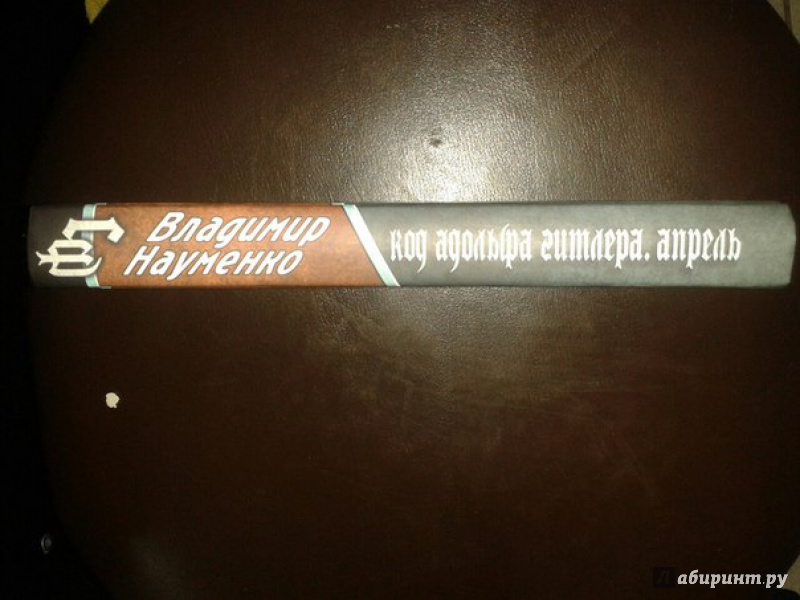 Владимир
Науменко
код адольфа гитлера. апрель
Лабиринт.ру